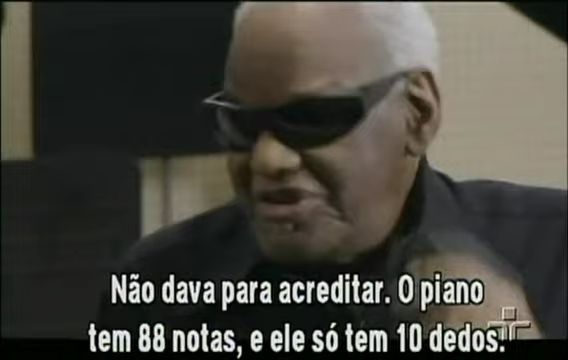 Não dava para acreditar. O piano
tem 88 notas, e ele só tem 10 dedos.